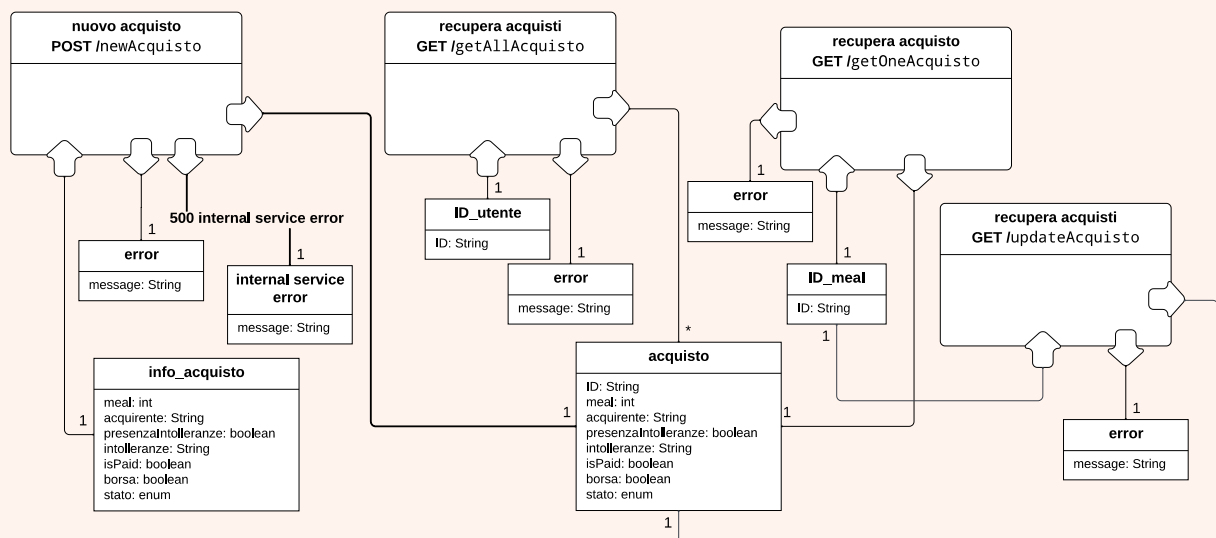 nuovo acquisto
POST /newAcquisto
recupera acquisti
GET /getAllAcquisto
recupera acquisto
GET /getOneAcquisto
recupera acquisti
GET /updateAcquisto
1
error
message: String
500 internal service error
1
internal service
error
message: String
1
info_acquisto
meal: int
acquirente: String
presenzaIntolleranze: boolean
intolleranze: String
isPaid: boolean
borsa: boolean
stato: enum
1
ID_utente
ID: String
1
error
message: String
*
1
error
message: String
1
ID_meal
ID: String
1
1
acquisto
ID: String
meal: int
acquirente: String
presenzaIntolleranze: boolean
intolleranze: String
isPaid: boolean
borsa: boolean
stato: enum
1
1
1
error
message: String